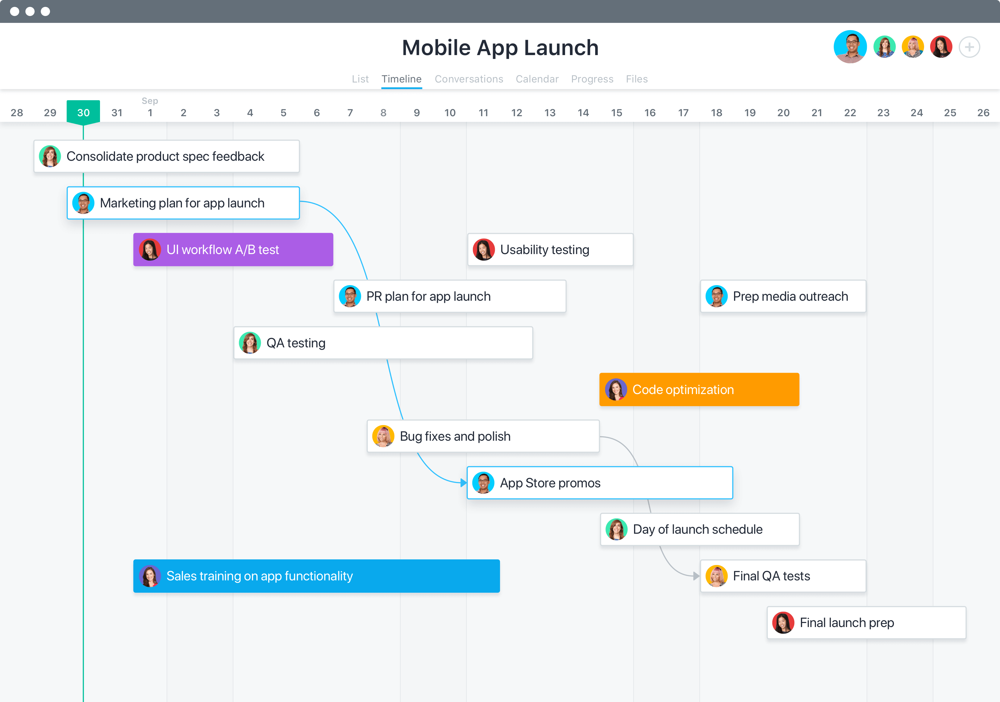 Mobile App Launch
List Timeline Conversations Calendar Progress Files
Sep
28 29 30 31 1 2 3 4 5 6 7 8 9 10 11 12 13 14 15 16 17 18 19 20 21 22 23 24 25 26
Consolidate product spec feedback
Marketing plan for app launch
UI workflow A/B test
Usability testing
PR plan for app launch
Prep media outreach
QA testing
Code optimization
Bug fixes and polish
App Store promos
Day of launch schedule
Sales training on app functionality
Final QA tests
Final launch prep